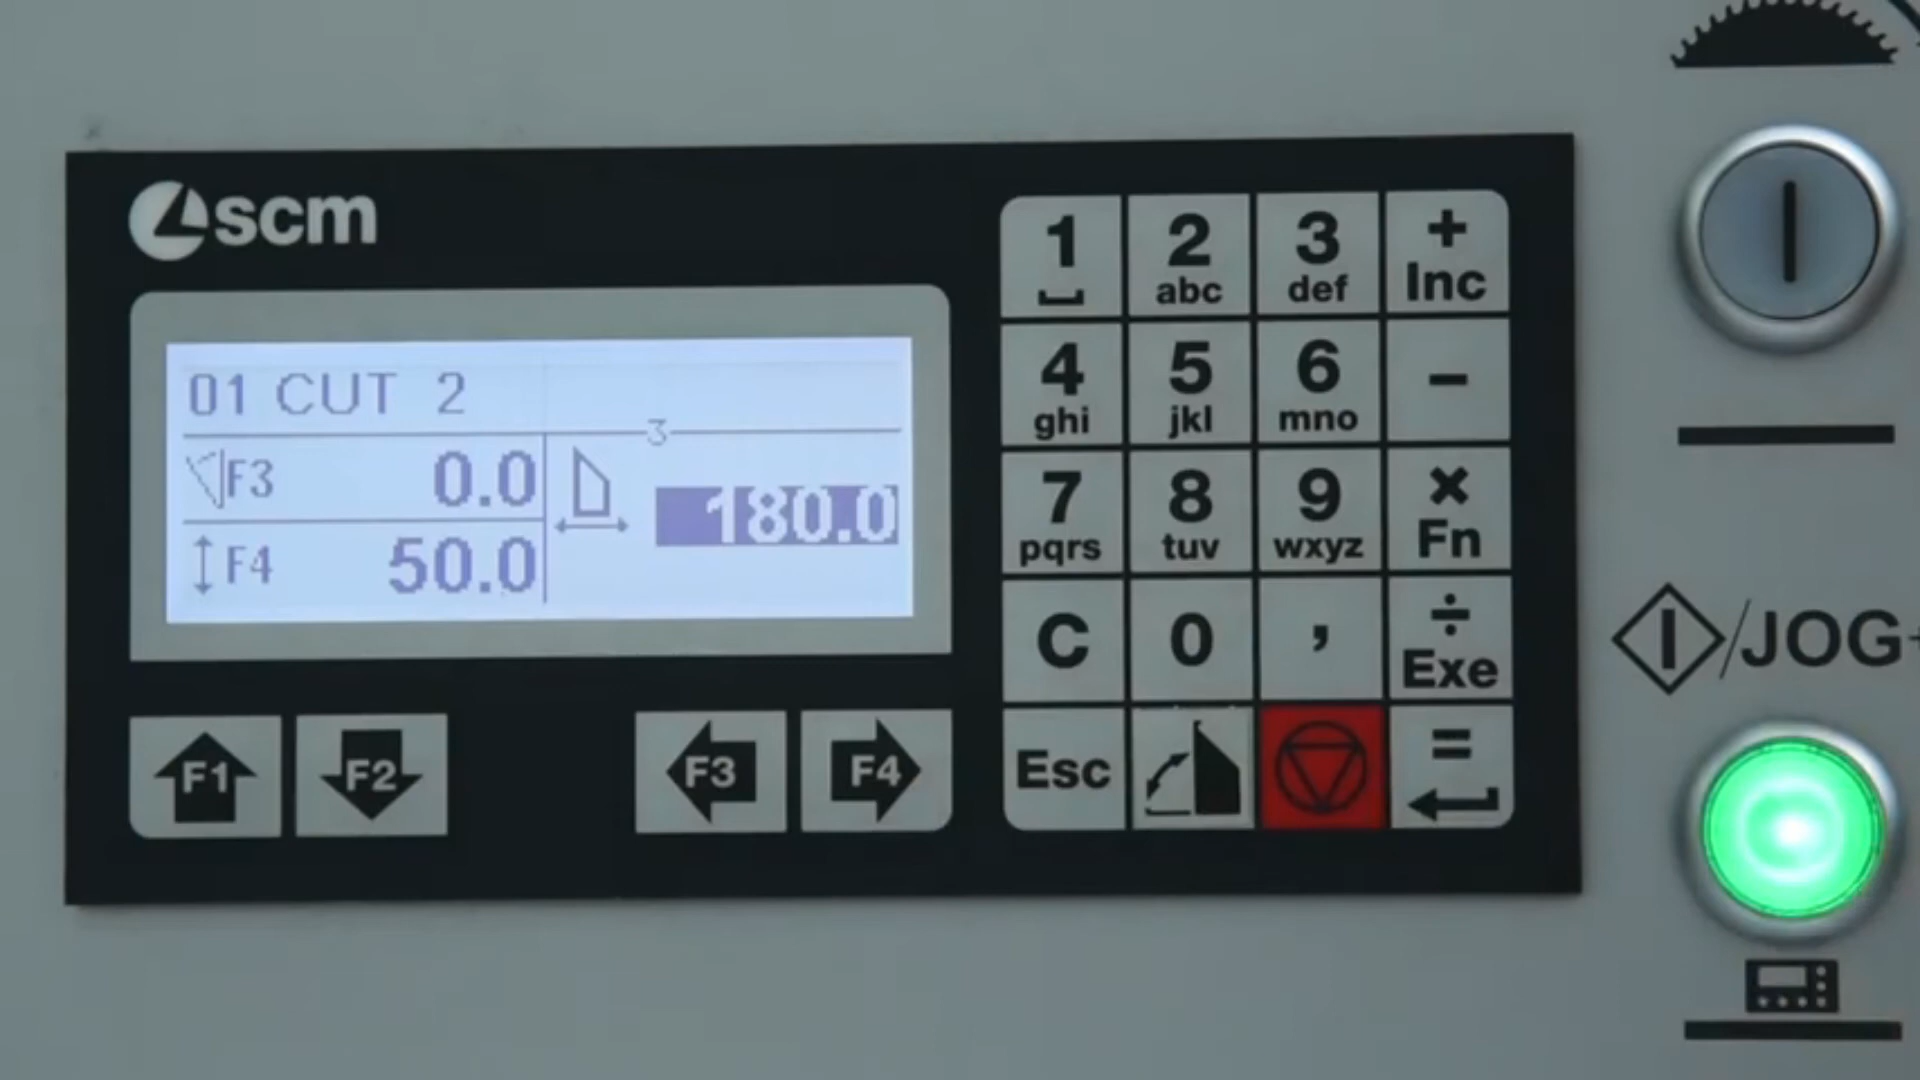 scm
01 CUT 2
3
F3 0.0
180.0
F4 50.0
F1 F2 F3 F4
1 2 abc 3 def + Inc
4 ghi 5 jkl 6 mno -
7 pqrs 8 tuv 9 wxyz × Fn
C 0 , ÷ Exe
Esc =
/JOG+